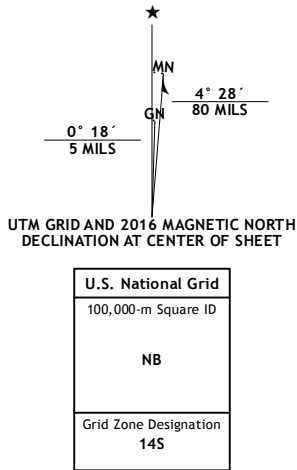 ★
MN
GN
4° 28´
80 MILS
0° 18´
5 MILS
UTM GRID AND 2016 MAGNETIC NORTH
DECLINATION AT CENTER OF SHEET
U.S. National Grid
100,000-m Square ID
NB
Grid Zone Designation
14S